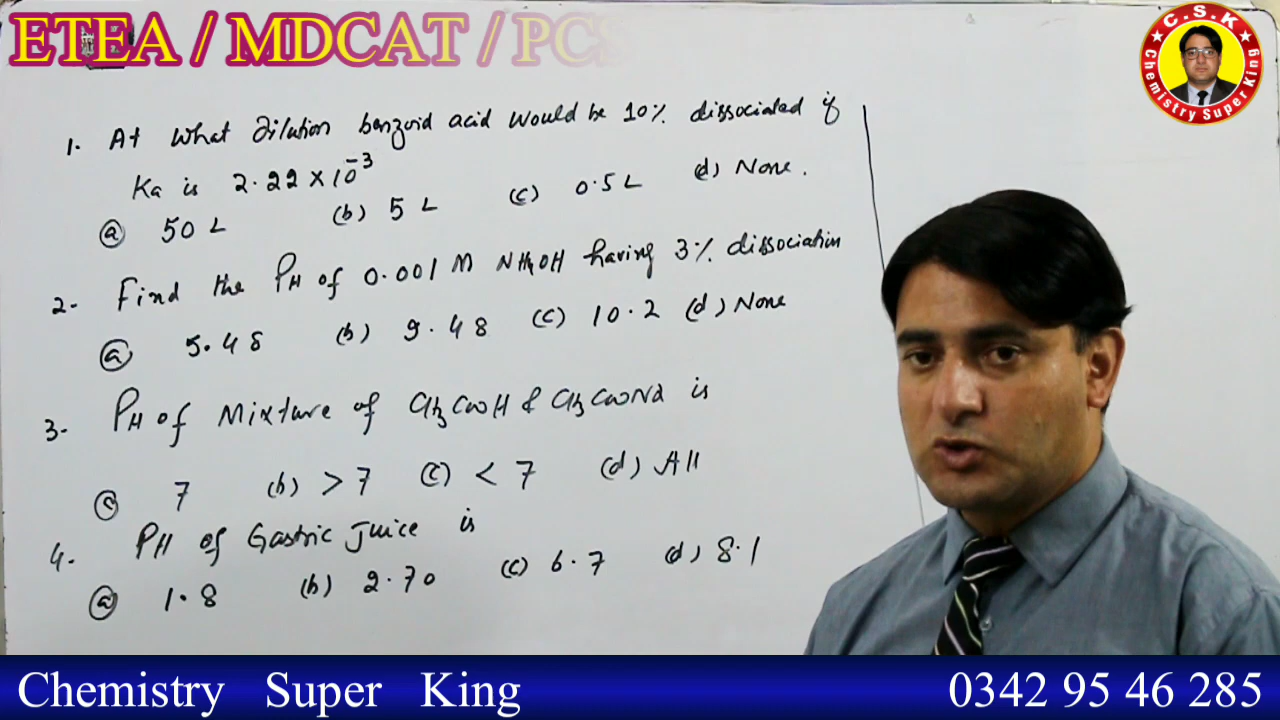 ETEA / MDCAT / PCS
C.S.K
Chemistry Super King
1. At what dilution benzoid acid would be 10% dissociated if
Ka is 2.22 × 10⁻³
(a) 50 L (b) 5 L (c) 0.5 L (d) None.
2- Find the PH of 0.001 M NH4OH having 3% dissociation
(a) 5.48 (b) 9.48 (c) 10.2 (d) None
3- PH of Mixture of CH3COOH & CH3COONa is
(a) 7 (b) > 7 (c) < 7 (d) All
4. PH of Gastric Juice is
(a) 1.8 (b) 2.70 (c) 6.7 (d) 8.1
Chemistry Super King 0342 95 46 285